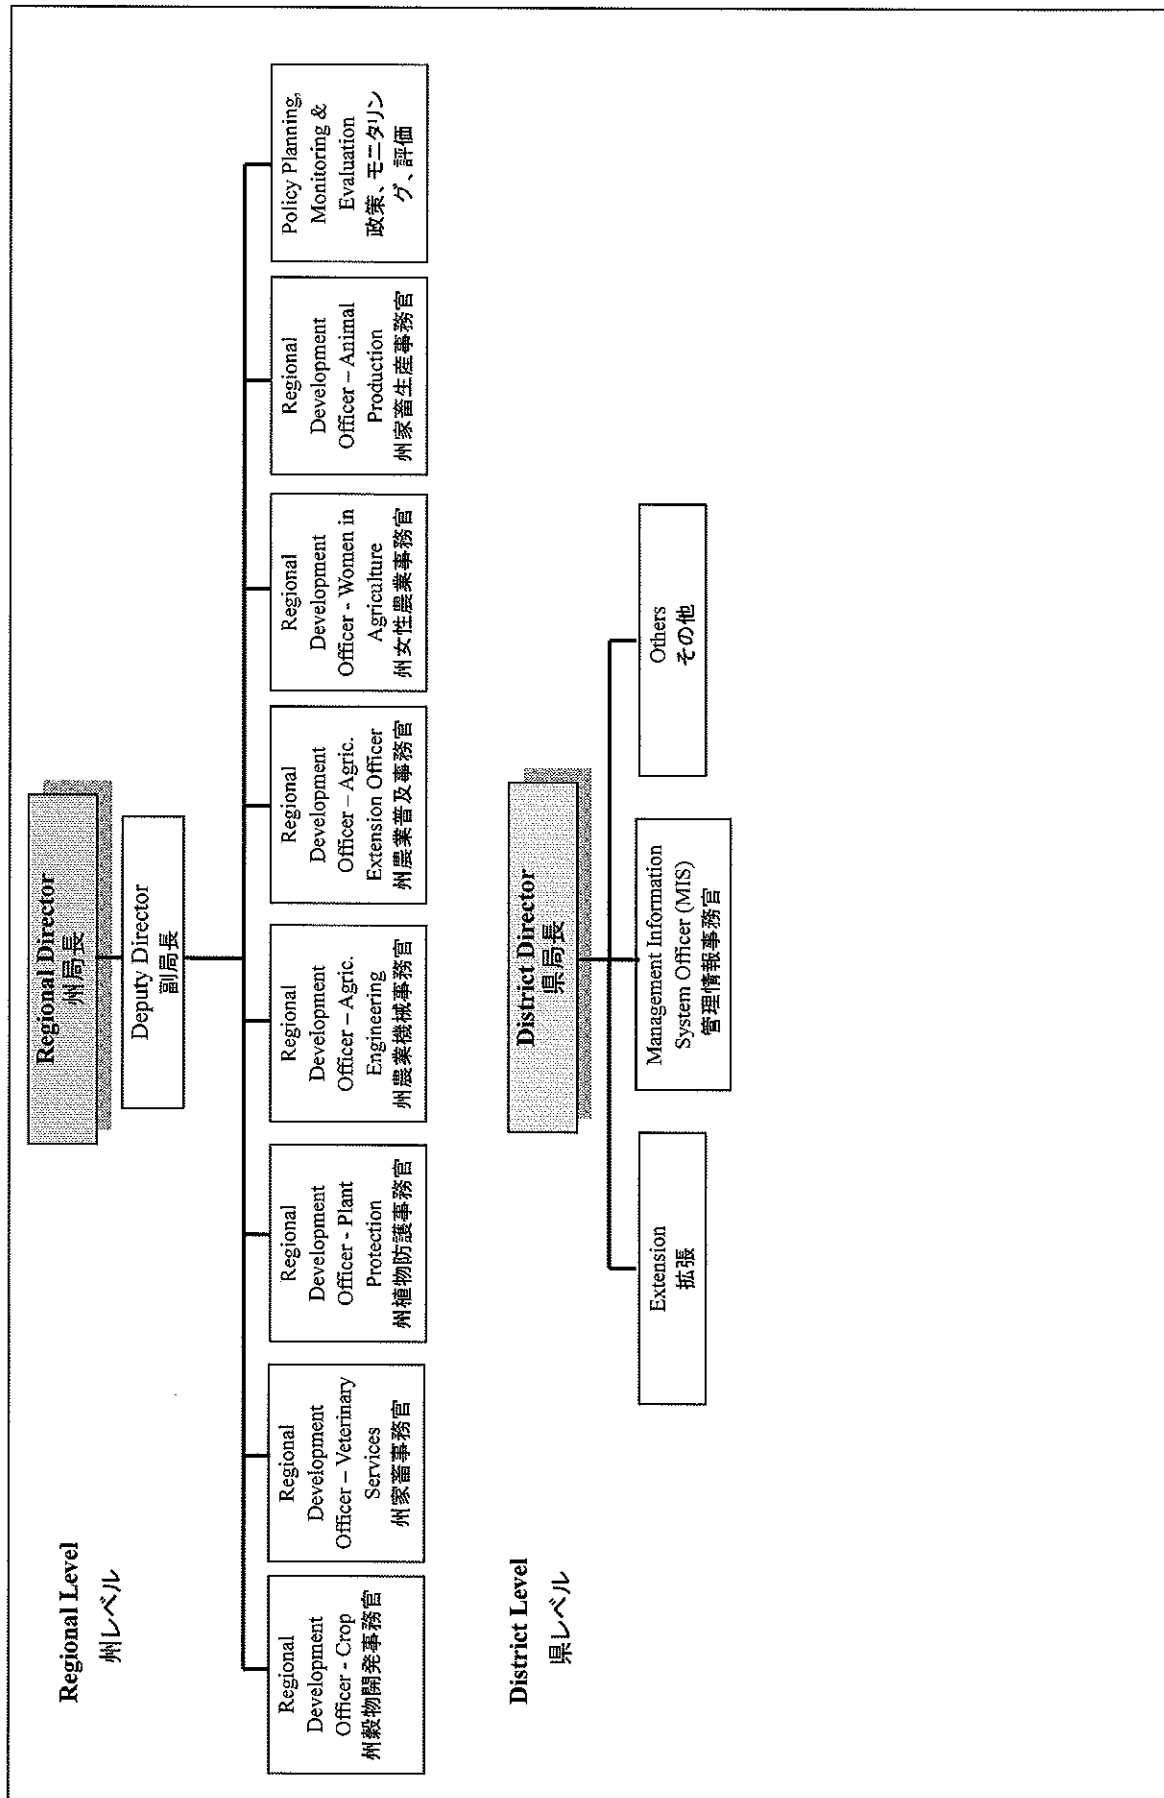 Regional Level
州レベル
Regional Director
州局長
Deputy Director
副局長
Regional
Development
Officer - Crop
州穀物開発事務官
Regional
Development
Officer – Veterinary
Services
州家畜事務官
Regional
Development
Officer - Plant
Protection
州植物防護事務官
Regional
Development
Officer – Agric.
Engineering
州農業機械事務官
Regional
Development
Officer – Agric.
Extension Officer
州農業普及事務官
Regional
Development
Officer - Women in
Agriculture
州女性農業事務官
Regional
Development
Officer – Animal
Production
州家畜生産事務官
Policy Planning,
Monitoring &
Evaluation
政策、モニタリン
グ、評価
District Level
県レベル
District Director
県局長
Extension
拡張
Management Information
System Officer (MIS)
管理情報事務官
Others
その他